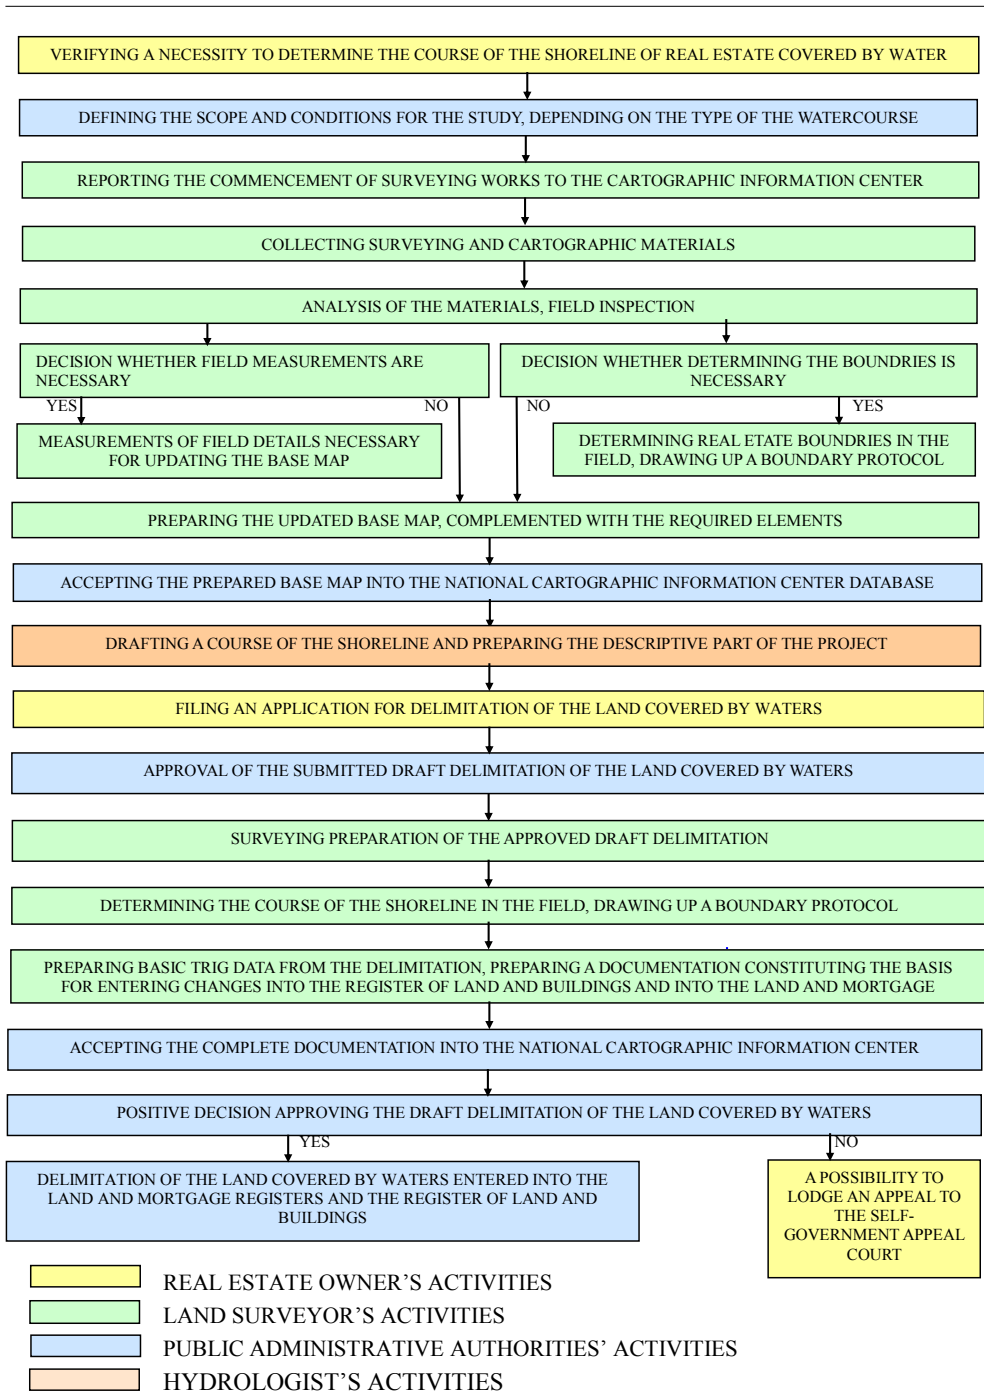 VERIFYING A NECESSITY TO DETERMINE THE COURSE OF THE SHORELINE OF REAL ESTATE COVERED BY WATER
DEFINING THE SCOPE AND CONDITIONS FOR THE STUDY, DEPENDING ON THE TYPE OF THE WATERCOURSE
REPORTING THE COMMENCEMENT OF SURVEYING WORKS TO THE CARTOGRAPHIC INFORMATION CENTER
COLLECTING SURVEYING AND CARTOGRAPHIC MATERIALS
ANALYSIS OF THE MATERIALS, FIELD INSPECTION
DECISION WHETHER FIELD MEASUREMENTS ARE
NECESSARY
DECISION WHETHER DETERMINING THE BOUNDRIES IS
NECESSARY
YES
NO
NO
YES
MEASUREMENTS OF FIELD DETAILS NECESSARY
FOR UPDATING THE BASE MAP
DETERMINING REAL ETATE BOUNDRIES IN THE
FIELD, DRAWING UP A BOUNDARY PROTOCOL
PREPARING THE UPDATED BASE MAP, COMPLEMENTED WITH THE REQUIRED ELEMENTS
ACCEPTING THE PREPARED BASE MAP INTO THE NATIONAL CARTOGRAPHIC INFORMATION CENTER DATABASE
DRAFTING A COURSE OF THE SHORELINE AND PREPARING THE DESCRIPTIVE PART OF THE PROJECT
FILING AN APPLICATION FOR DELIMITATION OF THE LAND COVERED BY WATERS
APPROVAL OF THE SUBMITTED DRAFT DELIMITATION OF THE LAND COVERED BY WATERS
SURVEYING PREPARATION OF THE APPROVED DRAFT DELIMITATION
DETERMINING THE COURSE OF THE SHORELINE IN THE FIELD, DRAWING UP A BOUNDARY PROTOCOL
PREPARING BASIC TRIG DATA FROM THE DELIMITATION, PREPARING A DOCUMENTATION CONSTITUTING THE BASIS
FOR ENTERING CHANGES INTO THE REGISTER OF LAND AND BUILDINGS AND INTO THE LAND AND MORTGAGE
ACCEPTING THE COMPLETE DOCUMENTATION INTO THE NATIONAL CARTOGRAPHIC INFORMATION CENTER
POSITIVE DECISION APPROVING THE DRAFT DELIMITATION OF THE LAND COVERED BY WATERS
YES
NO
DELIMITATION OF THE LAND COVERED BY WATERS ENTERED INTO THE
LAND AND MORTGAGE REGISTERS AND THE REGISTER OF LAND AND
BUILDINGS
A POSSIBILITY TO
LODGE AN APPEAL TO
THE SELF-
GOVERNMENT APPEAL
COURT
REAL ESTATE OWNER'S ACTIVITIES
LAND SURVEYOR'S ACTIVITIES
PUBLIC ADMINISTRATIVE AUTHORITIES' ACTIVITIES
HYDROLOGIST'S ACTIVITIES